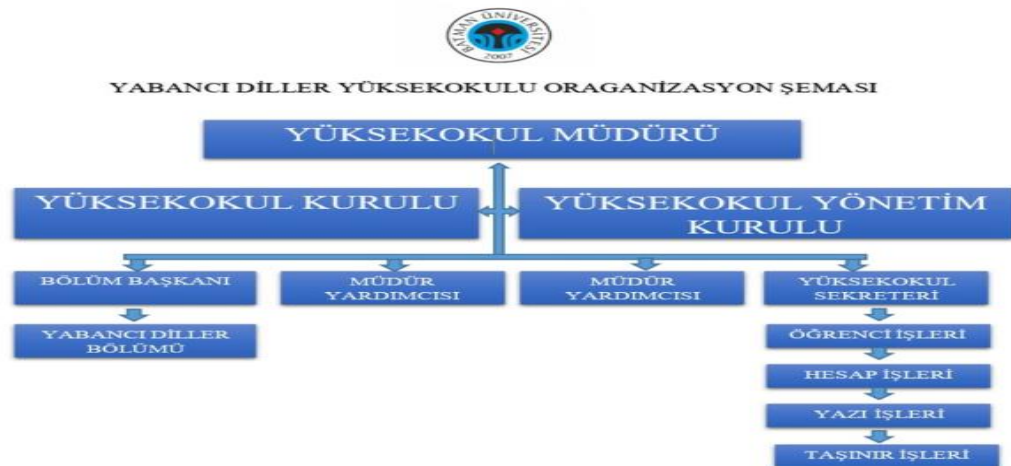 BATMAN ÜNİVERSİTESİ
2007
YABANCI DİLLER YÜKSEKOKULU ORAGANİZASYON ŞEMASI
YÜKSEKOKUL MÜDÜRÜ
YÜKSEKOKUL KURULU
YÜKSEKOKUL YÖNETİM
KURULU
BÖLÜM BAŞKANI
MÜDÜR
YARDIMCISI
MÜDÜR
YARDIMCISI
YÜKSEKOKUL
SEKRETERİ
YABANCI DİLLER
BÖLÜMÜ
ÖĞRENCİ İŞLERİ
HESAP İŞLERİ
YAZI İŞLERİ
TAŞINIR İŞLERİ